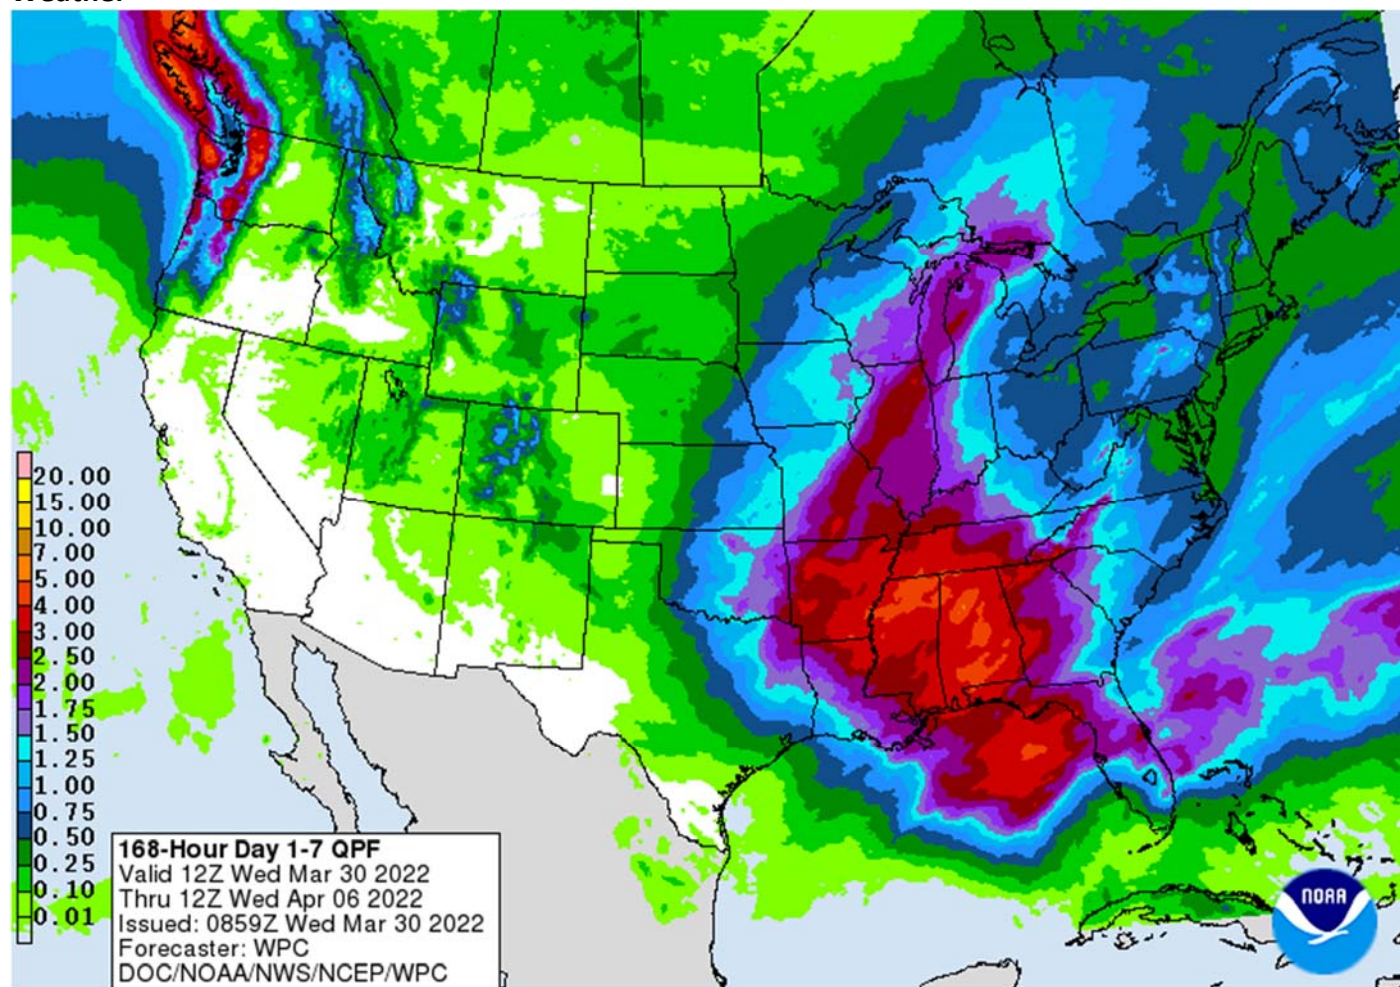 Weather
20.00
15.00
10.00
7.00
5.00
4.00
3.00
2.50
2.00
1.75
1.50
1.25
1.00
0.75
0.50
0.25
0.10
0.01
168-Hour Day 1-7 QPF
Valid 12Z Wed Mar 30 2022
Thru 12Z Wed Apr 06 2022
Issued: 0859Z Wed Mar 30 2022
Forecaster: WPC
DOC/NOAA/NWS/NCEP/WPC
NOAA